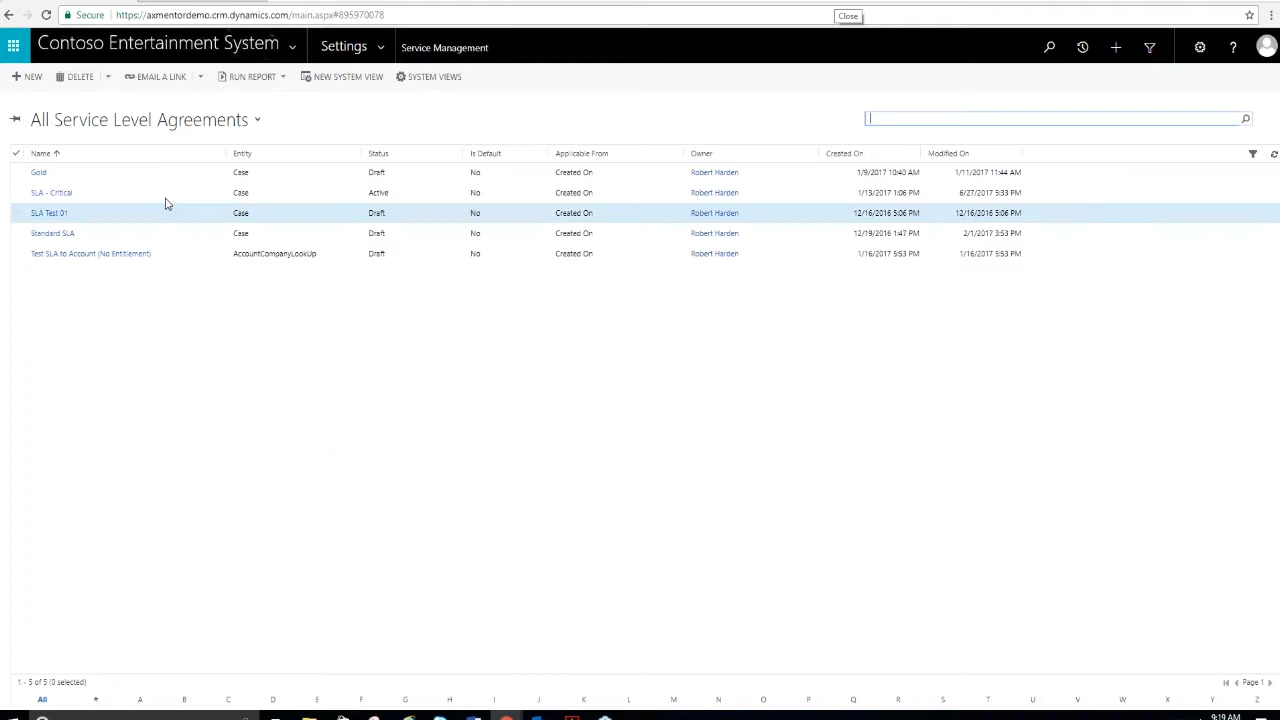 Secure https://axmentordemo.crm.dynamics.com/main.aspx#895970078 Close
Contoso Entertainment System Settings Service Management ?
NEW DELETE EMAIL A LINK RUN REPORT NEW SYSTEM VIEW SYSTEM VIEWS
All Service Level Agreements
Name Entity Status Is Default Applicable From Owner Created On Modified On
Gold Case Draft No Created On Robert Harden 1/9/2017 10:40 AM 1/11/2017 11:44 AM
SLA - Critical Case Active No Created On Robert Harden 1/13/2017 1:06 PM 6/27/2017 5:33 PM
SLA Test 01 Case Draft No Created On Robert Harden 12/16/2016 5:06 PM 12/16/2016 5:06 PM
Standard SLA Case Draft No Created On Robert Harden 12/19/2016 1:47 PM 2/1/2017 3:53 PM
Test SLA to Account (No Entitlement) AccountCompanyLookUp Draft No Created On Robert Harden 1/16/2017 5:53 PM 1/16/2017 5:53 PM
1 - 5 of 5 (0 selected) Page 1
All # A B C D E F G H I J K L M N O P Q R S T U V W X Y Z
9:19 AM